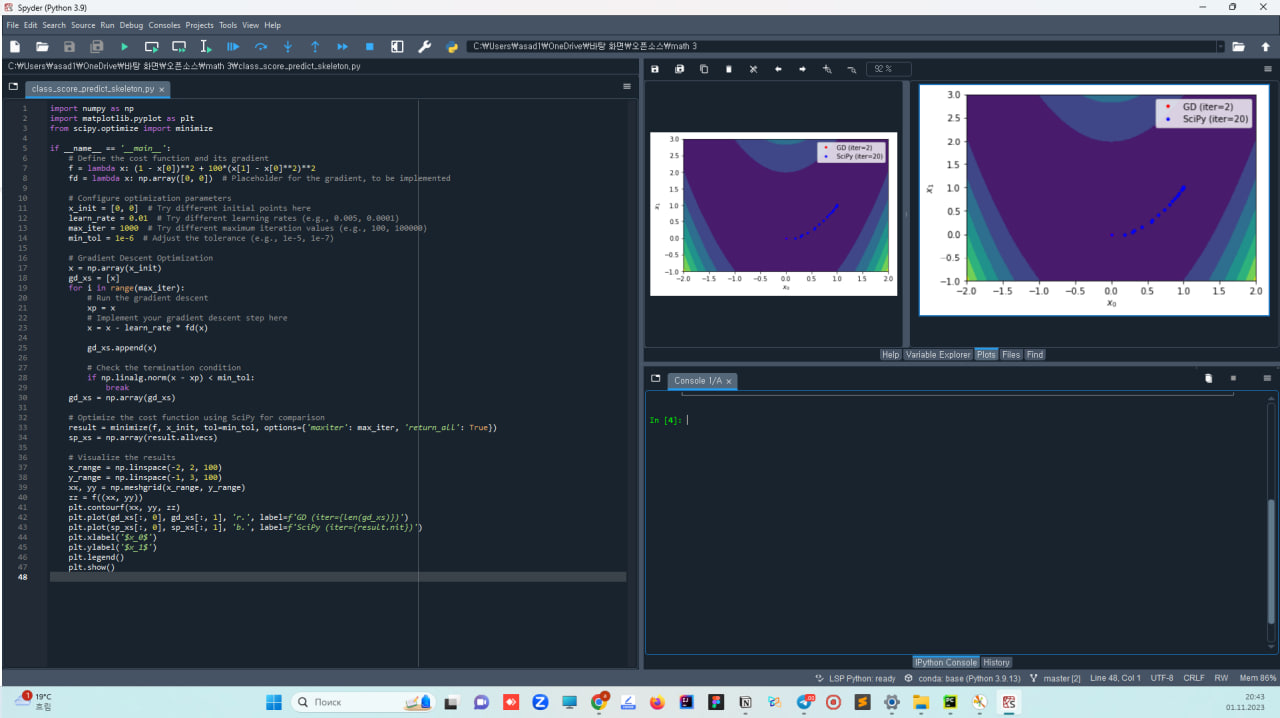 Spyder (Python 3.9)
File Edit Search Source Run Debug Consoles Projects Tools View Help
C:₩Users₩asad1₩OneDrive₩바탕 화면₩오픈소스₩math 3
C:₩Users₩asad1₩OneDrive₩바탕 화면₩오픈소스₩math 3₩class_score_predict_skeleton.py
92 %
class_score_predict_skeleton.py
1 import numpy as np
2 import matplotlib.pyplot as plt
3 from scipy.optimize import minimize
4
5 if __name__ == '__main__':
6 # Define the cost function and its gradient
7 f = lambda x: (1 - x[0])**2 + 100*(x[1] - x[0]**2)**2
8 fd = lambda x: np.array([0, 0]) # Placeholder for the gradient, to be implemented
9
10 # Configure optimization parameters
11 x_init = [0, 0] # Try different initial points here
12 learn_rate = 0.01 # Try different learning rates (e.g., 0.005, 0.0001)
13 max_iter = 1000 # Try different maximum iteration values (e.g., 100, 100000)
14 min_tol = 1e-6 # Adjust the tolerance (e.g., 1e-5, 1e-7)
15
16 # Gradient Descent Optimization
17 x = np.array(x_init)
18 gd_xs = [x]
19 for i in range(max_iter):
20 # Run the gradient descent
21 xp = x
22 # Implement your gradient descent step here
23 x = x - learn_rate * fd(x)
24
25 gd_xs.append(x)
26
27 # Check the termination condition
28 if np.linalg.norm(x - xp) < min_tol:
29 break
30 gd_xs = np.array(gd_xs)
31
32 # Optimize the cost function using SciPy for comparison
33 result = minimize(f, x_init, tol=min_tol, options={'maxiter': max_iter, 'return_all': True})
34 sp_xs = np.array(result.allvecs)
35
36 # Visualize the results
37 x_range = np.linspace(-2, 2, 100)
38 y_range = np.linspace(-1, 3, 100)
39 xx, yy = np.meshgrid(x_range, y_range)
40 zz = f((xx, yy))
41 plt.contourf(xx, yy, zz)
42 plt.plot(gd_xs[:, 0], gd_xs[:, 1], 'r.', label=f'GD (iter={len(gd_xs)})')
43 plt.plot(sp_xs[:, 0], sp_xs[:, 1], 'b.', label=f'SciPy (iter={result.nit})')
44 plt.xlabel('$x_0$')
45 plt.ylabel('$x_1$')
46 plt.legend()
47 plt.show()
48
3.0
2.5
2.0
1.5
1.0
0.5
0.0
−0.5
−1.0
x₁
−2.0 −1.5 −1.0 −0.5 0.0 0.5 1.0 1.5 2.0
x₀
GD (iter=2)
SciPy (iter=20)
3.0
2.5
2.0
1.5
1.0
0.5
0.0
−0.5
−1.0
x₁
−2.0 −1.5 −1.0 −0.5 0.0 0.5 1.0 1.5 2.0
x₀
GD (iter=2)
SciPy (iter=20)
Help Variable Explorer Plots Files Find
Console 1/A
In [4]:
IPython Console History
LSP Python: ready conda: base (Python 3.9.13) master [2] Line 48, Col 1 UTF-8 CRLF RW Mem 86%
1
19°C
흐림
Поиск
20:43
01.11.2023